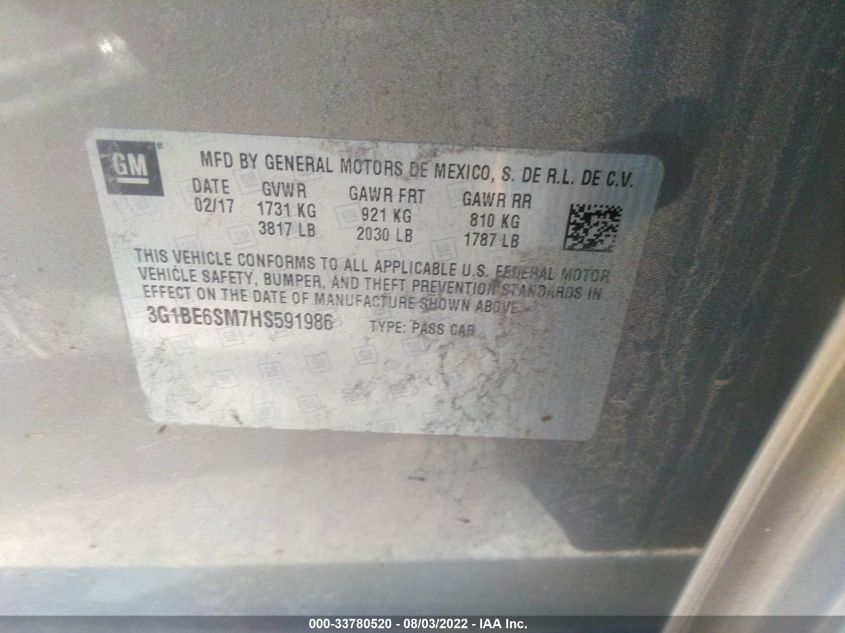 GM®
MFD BY GENERAL MOTORS DE MEXICO, S. DE R.L. DE C.V.
DATE GVWR GAWR FRT GAWR RR
02/17 1731 KG 921 KG 810 KG
3817 LB 2030 LB 1787 LB
THIS VEHICLE CONFORMS TO ALL APPLICABLE U.S. FEDERAL MOTOR
VEHICLE SAFETY, BUMPER, AND THEFT PREVENTION STANDARDS IN
EFFECT ON THE DATE OF MANUFACTURE SHOWN ABOVE.
3G1BE6SM7HS591986 TYPE: PASS CAR
000-33780520 - 08/03/2022 - IAA Inc.